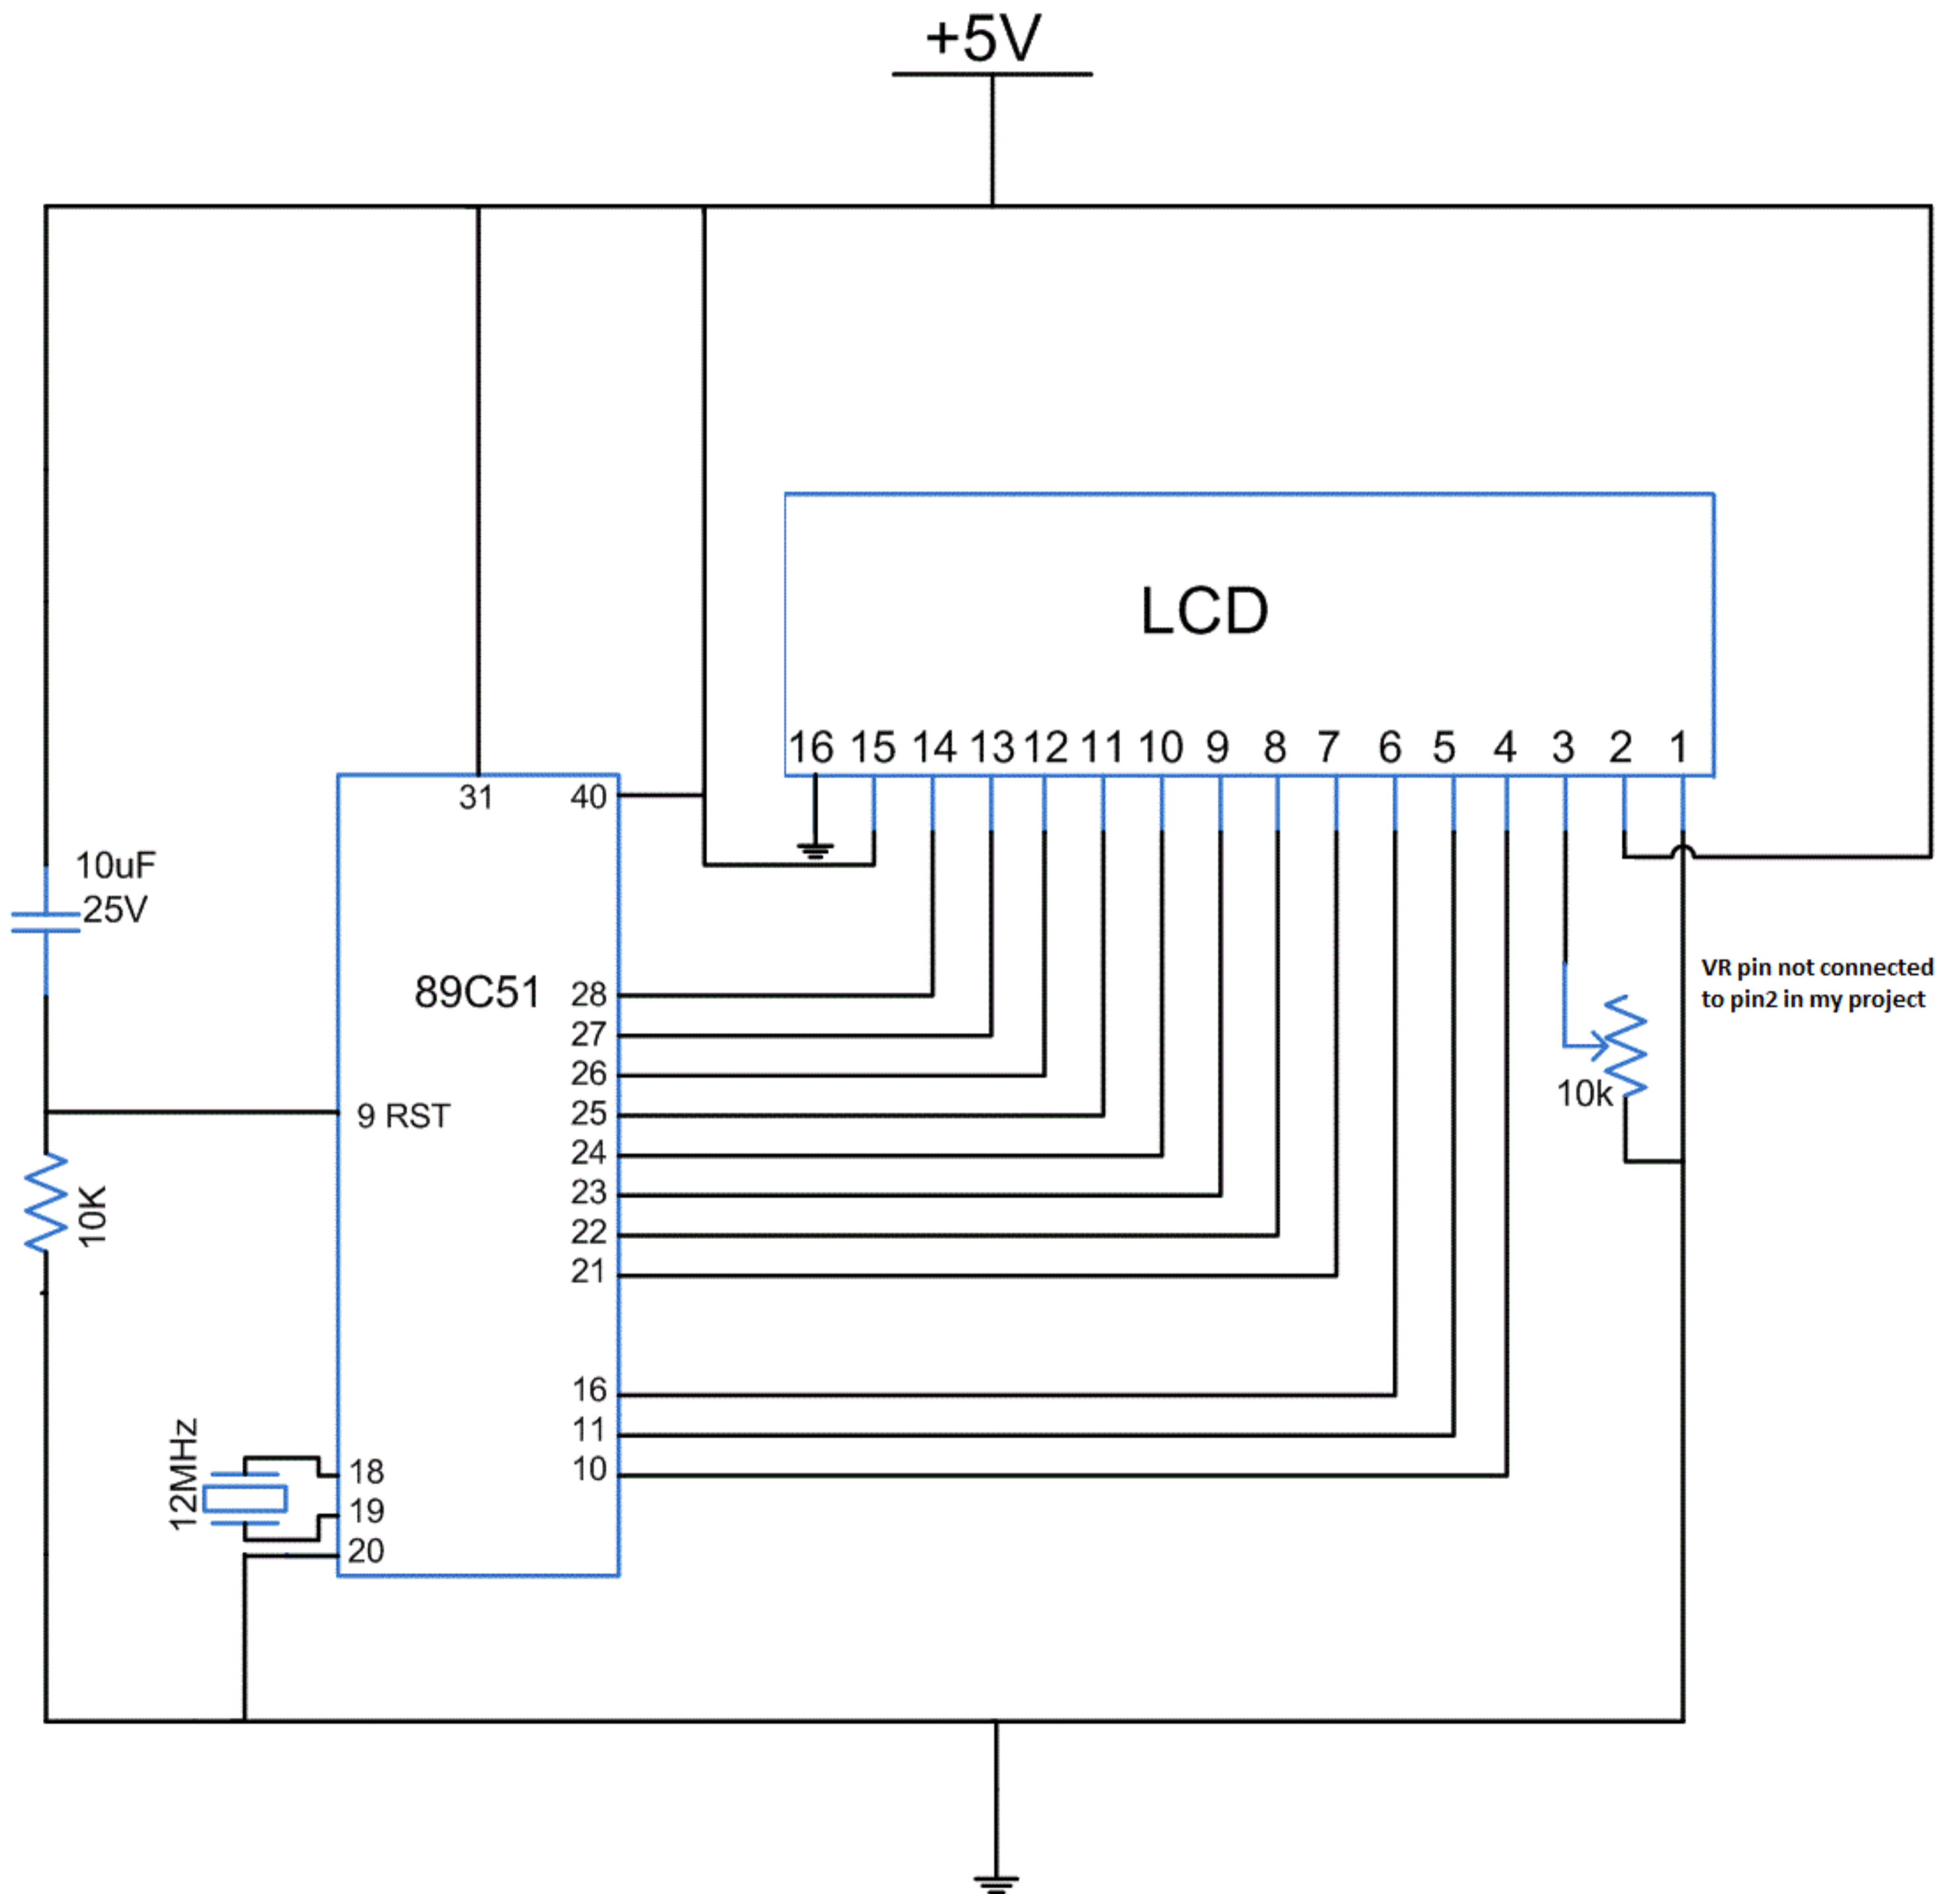 +5V
LCD
16 15 14 13 12 11 10 9 8 7 6 5 4 3 2 1
31 40
10uF
25V
VR pin not connected
to pin2 in my project
89C51 28
27
26
10k
9 RST 25
24
23
10K
22
21
16
11
10
12MHz
18
19
20